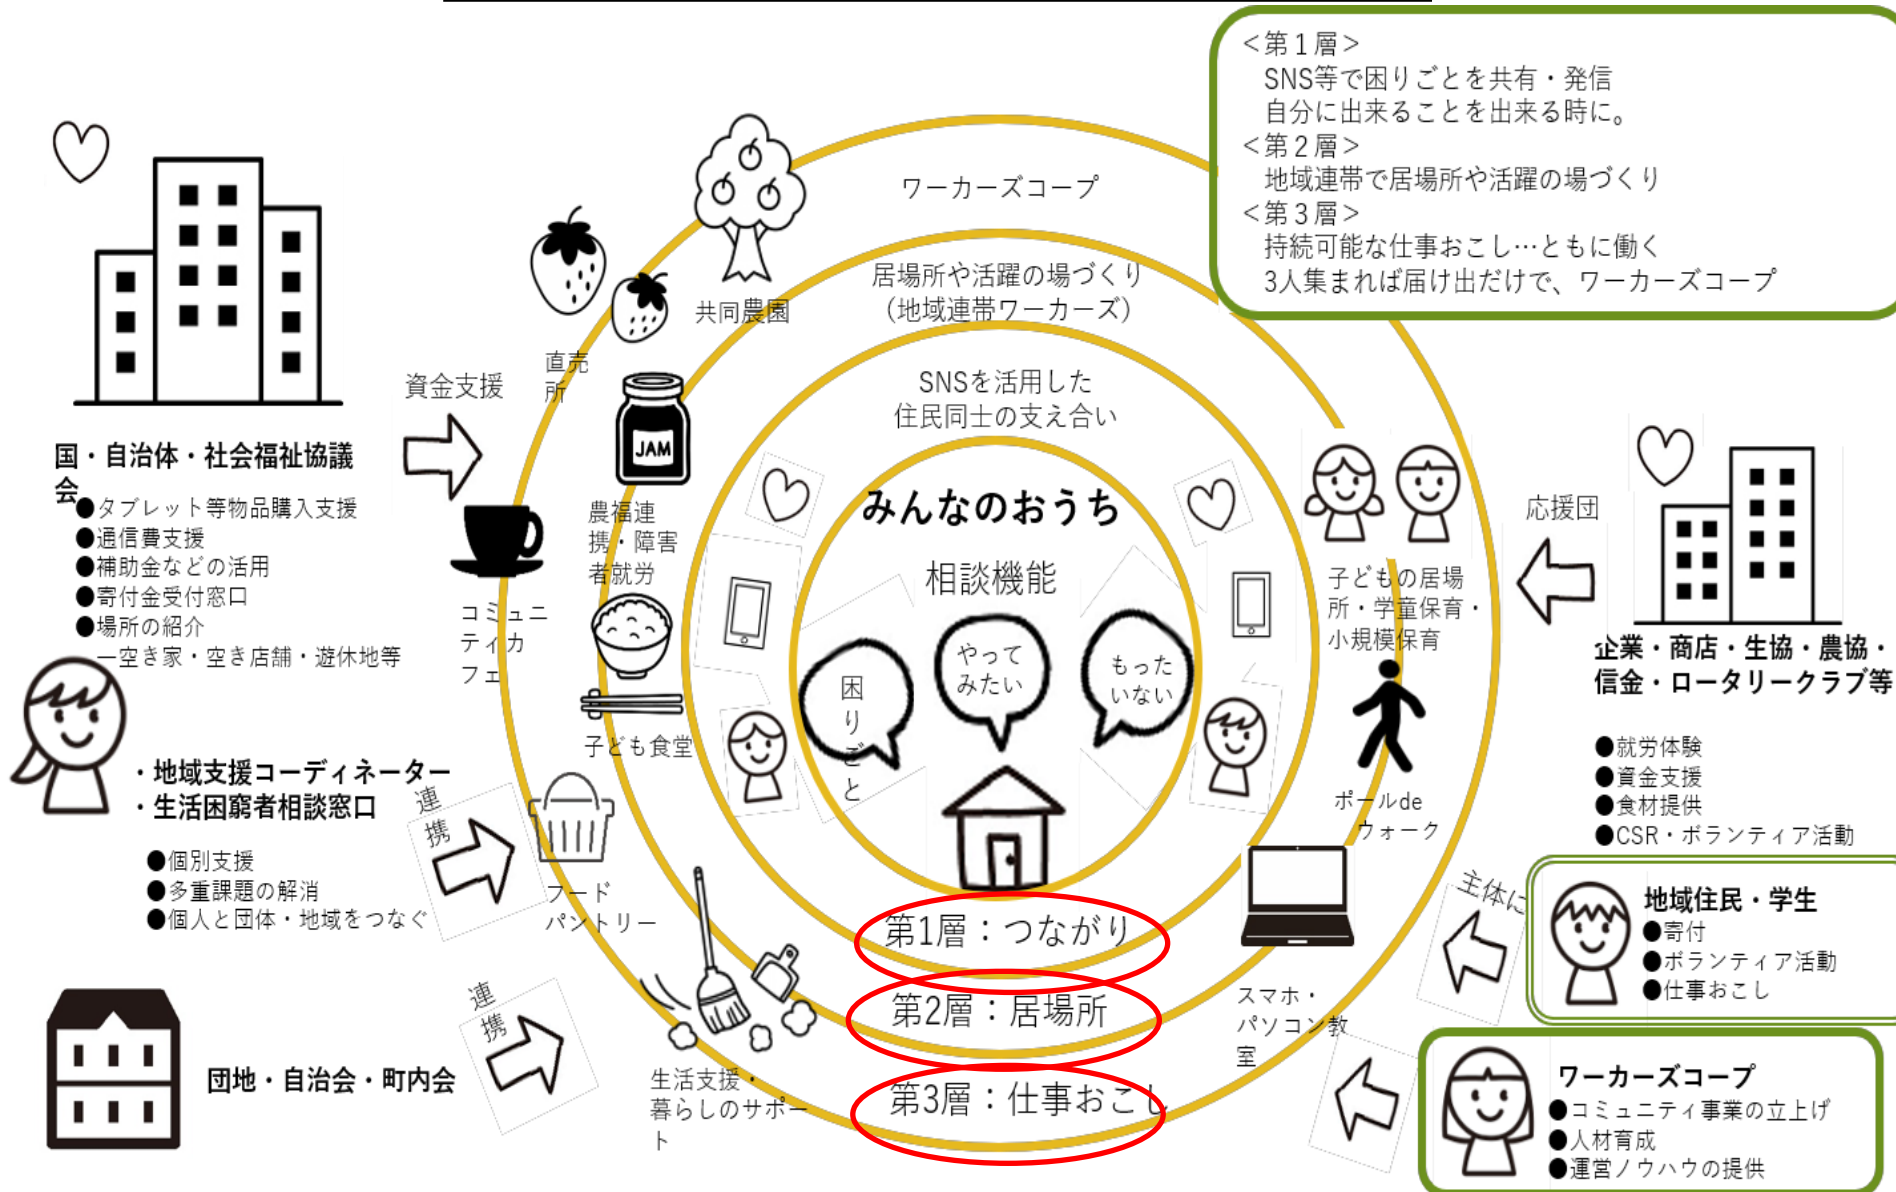 ＜第１層＞
SNS等で困りごとを共有・発信
自分に出来ることを出来る時に。
＜第２層＞
地域連帯で居場所や活躍の場づくり
＜第３層＞
持続可能な仕事おこし…ともに働く
3人集まれば届け出だけで、ワーカーズコープ
ワーカーズコープ
居場所や活躍の場づくり
（地域連帯ワーカーズ）
SNSを活用した
住民同士の支え合い
みんなのおうち
相談機能
困りごと
やって
みたい
もった
いない
第1層：つながり
第2層：居場所
第3層：仕事おこし
共同農園
直売
所
JAM
農福連
携・障害
者就労
コミュニ
ティカ
フェ
子ども食堂
フード
パントリー
生活支援・
暮らしのサポー
ト
子どもの居場
所・学童保育・
小規模保育
ポールde
ウォーク
スマホ・
パソコン教
室
資金支援
国・自治体・社会福祉協議
会
●タブレット等物品購入支援
●通信費支援
●補助金などの活用
●寄付金受付窓口
●場所の紹介
―空き家・空き店舗・遊休地等
・地域支援コーディネーター
・生活困窮者相談窓口
●個別支援
●多重課題の解消
●個人と団体・地域をつなぐ
連携
団地・自治会・町内会
連携
応援団
企業・商店・生協・農協・
信金・ロータリークラブ等
●就労体験
●資金支援
●食材提供
●CSR・ボランティア活動
主体に
地域住民・学生
●寄付
●ボランティア活動
●仕事おこし
ワーカーズコープ
●コミュニティ事業の立上げ
●人材育成
●運営ノウハウの提供